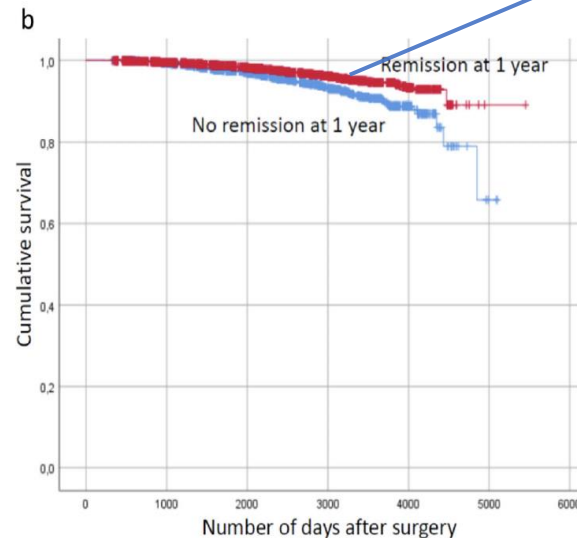 b
1,0
Remission at 1 year
No remission at 1 year
0,8
0,6
0,4
0,2
0,0
Cumulative survival
0 1000 2000 3000 4000 5000 6000
Number of days after surgery